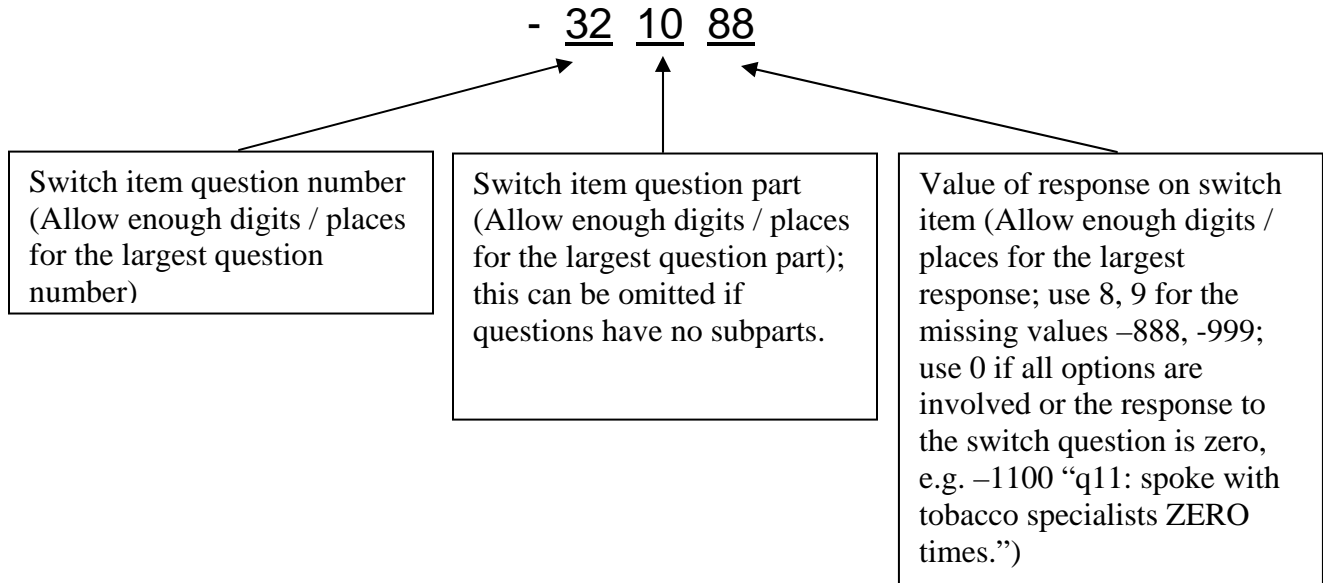 - 32 10 88
Switch item question number
(Allow enough digits / places
for the largest question
number)
Switch item question part
(Allow enough digits / places
for the largest question part);
this can be omitted if
questions have no subparts.
Value of response on switch
item (Allow enough digits /
places for the largest
response; use 8, 9 for the
missing values –888, -999;
use 0 if all options are
involved or the response to
the switch question is zero,
e.g. –1100 “q11: spoke with
tobacco specialists ZERO
times.”)